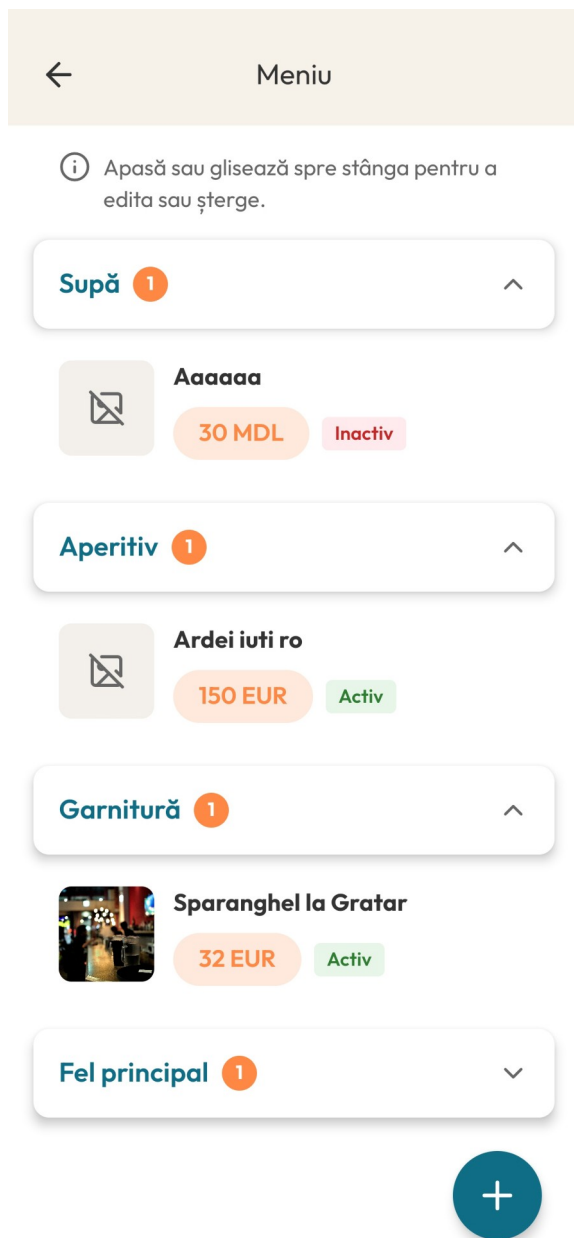 Meniu
Apasă sau glisează spre stânga pentru a
edita sau șterge.
Supă 1
Aaaaaa
30 MDL Inactiv
Aperitiv 1
Ardei iuti ro
150 EUR Activ
Garnitură 1
Sparanghel la Gratar
32 EUR Activ
Fel principal 1